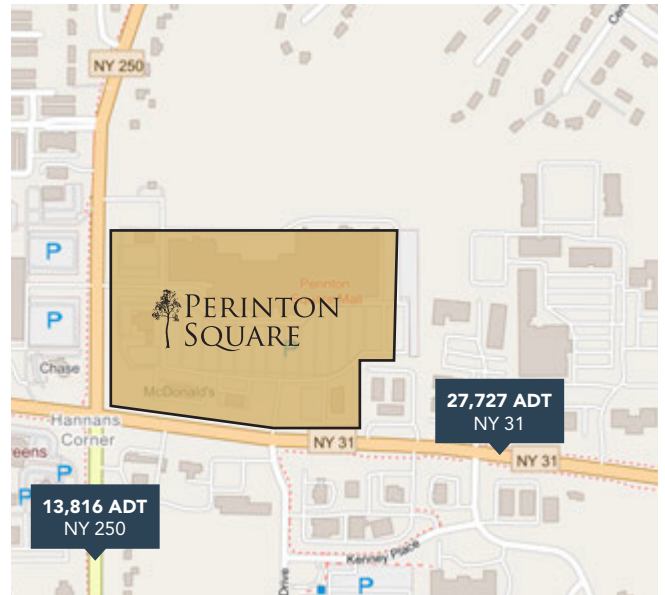 NY 250
Cen
P
Perinton
Mall
PERINTON
SQUARE
P
P
Chase
McDonald's
27,727 ADT
NY 31
Hannans
Corner
NY 31
eens
NY 31
P
P
13,816 ADT
NY 250
Kenney Place
Drive
P